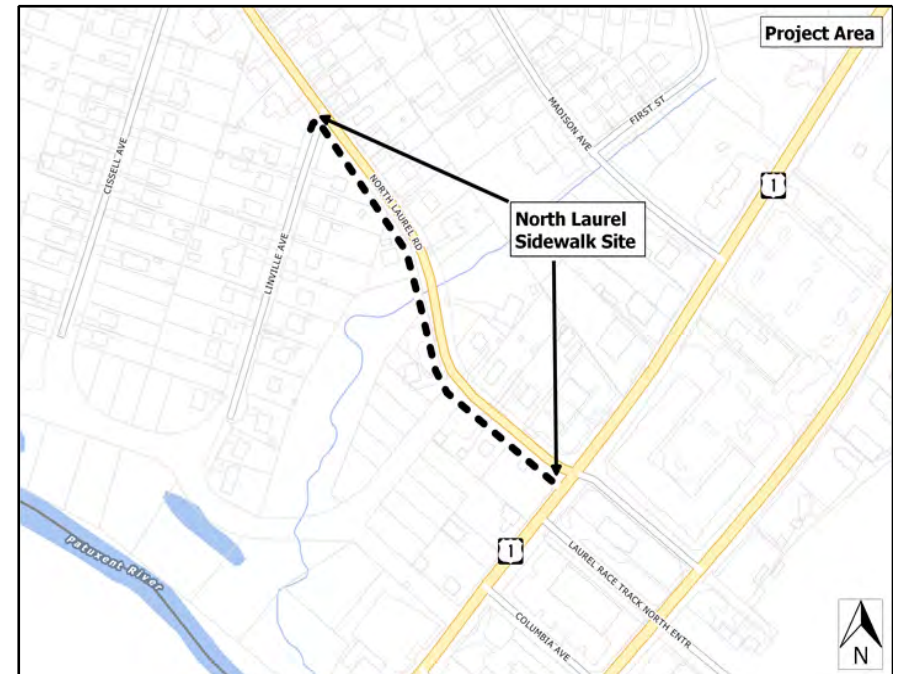 Project Area
CISSELL AVE
LINVILLE AVE
NORTH LAUREL RD
MADISON AVE
FIRST ST
1
North Laurel
Sidewalk Site
1
Patuxent River
LAUREL RACE TRACK NORTH ENTR
COLUMBIA AVE
N